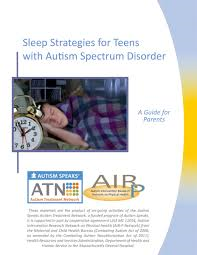 Sleep Strategies for Teens
with Autism Spectrum Disorder
A Guide for
Parents
AUTISM SPEAKS
ATN
Autism Treatment Network
AIR
P
Autism Intervention Research
Network on Physical Health
These materials are the product of on-going activities of the Autism
Speaks Autism Treatment Network, a funded program of Autism Speaks.
It is supported in part by cooperative agreement UA3 MC 11054, Autism
Intervention Research Network on Physical Health (AIR-P Network) from
the Maternal and Child Health Bureau (Combating Autism Act of 2006,
as amended by the Combating Autism Reauthorization Act of 2011),
Health Resources and Services Administration, Department of Health and
Human Service to the Massachusetts General Hospital.